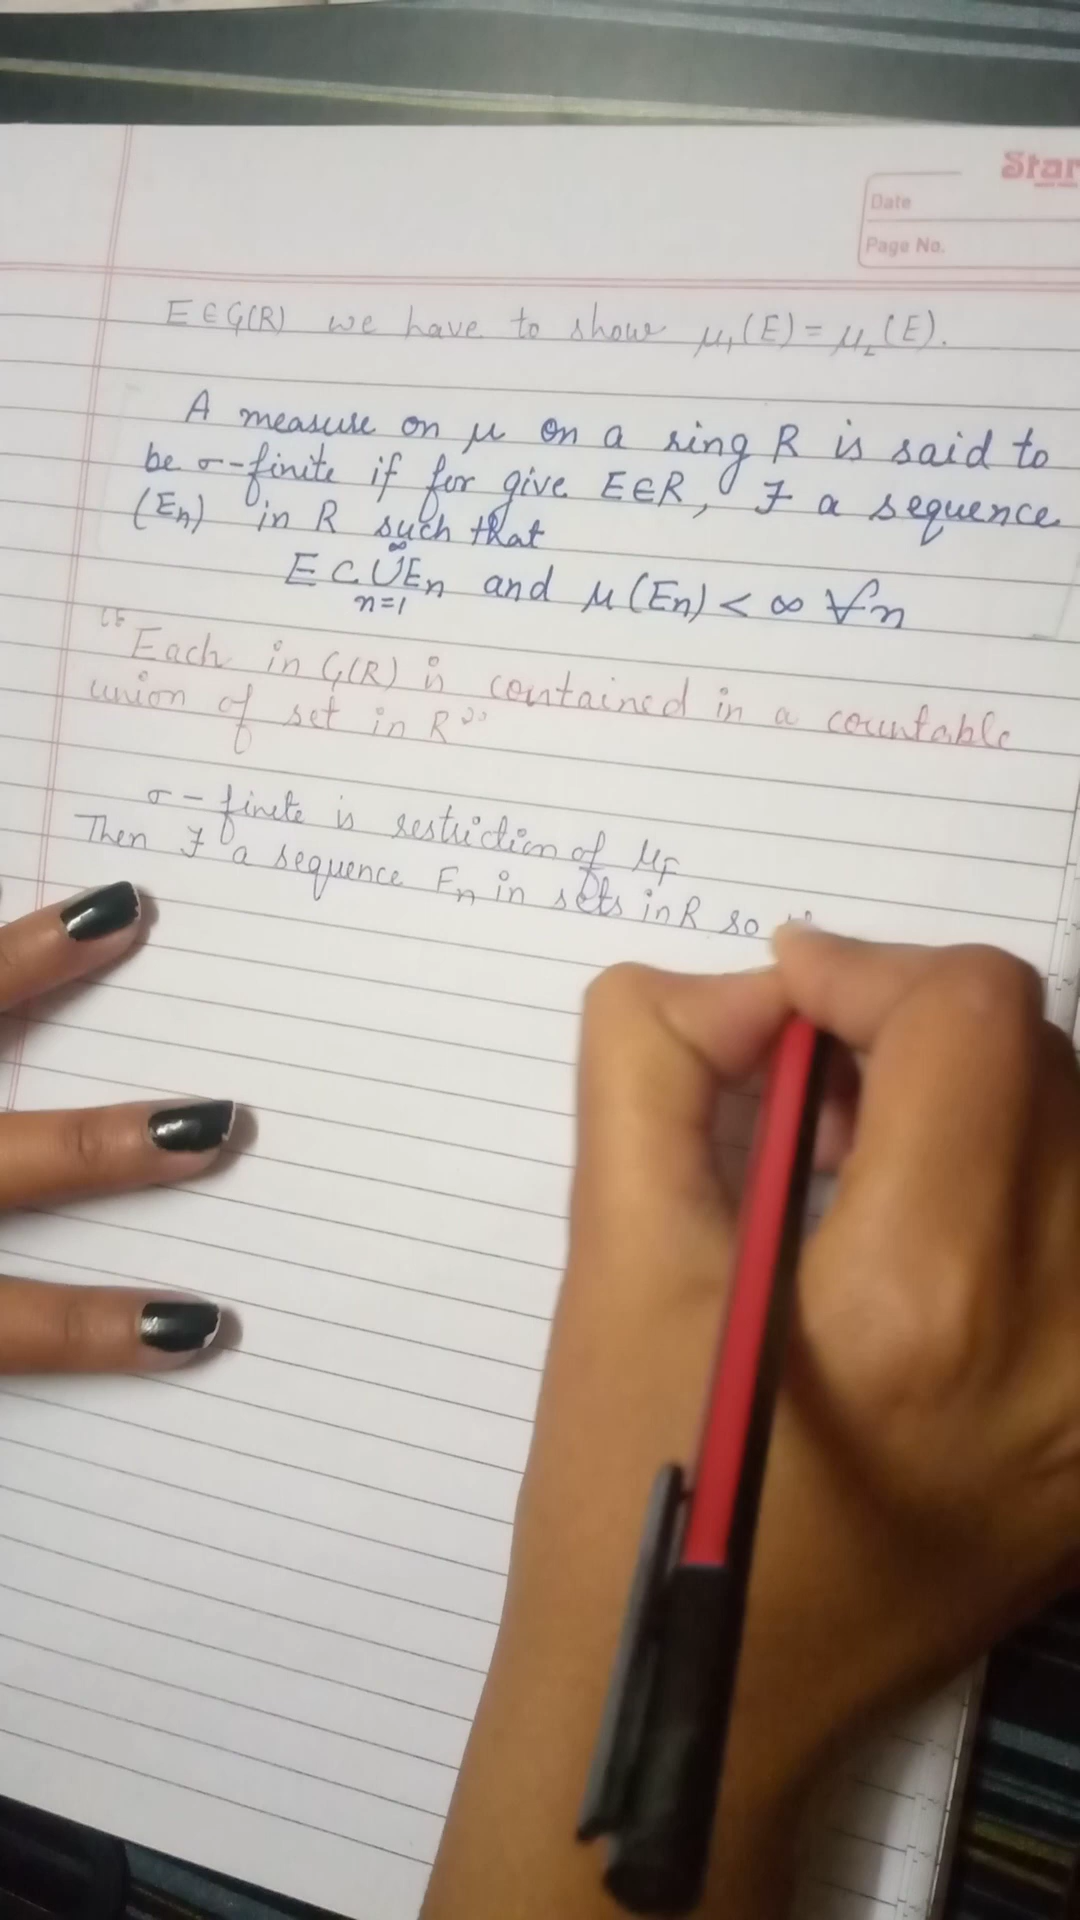 Star
Date
Page No.
E ∈ G(R) we have to show μ₁(E) = μ₂(E).
A measure on μ on a ring R is said to
be σ-finite if for give E∈R, ∃ a sequence
(En) in R such that
E ⊂ ∞∪n=1 En and μ(En) < ∞ ∀n
"Each in G(R) is contained in a countable
union of set in R"
σ-finite is restriction of μF
Then ∃ a sequence Fn in sets in R so